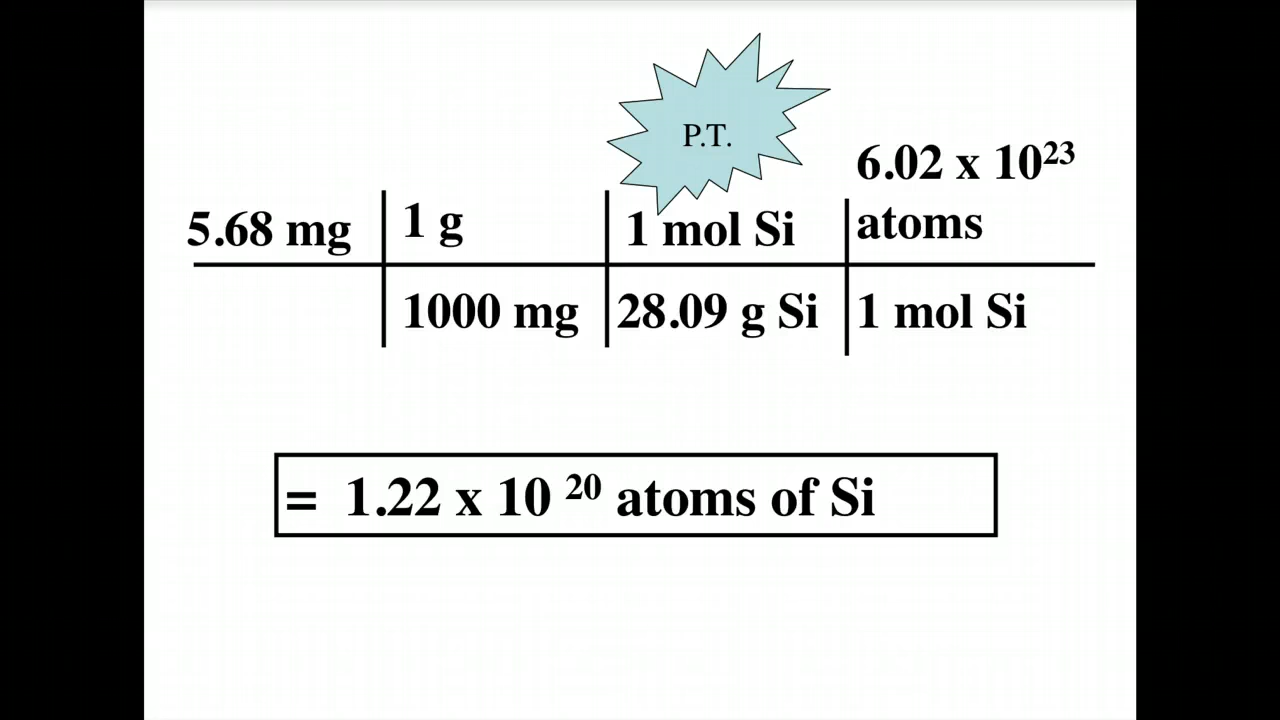 P.T.
6.02 x 10²³
5.68 mg 1 g 1 mol Si atoms
1000 mg 28.09 g Si 1 mol Si
= 1.22 x 10 ²⁰ atoms of Si